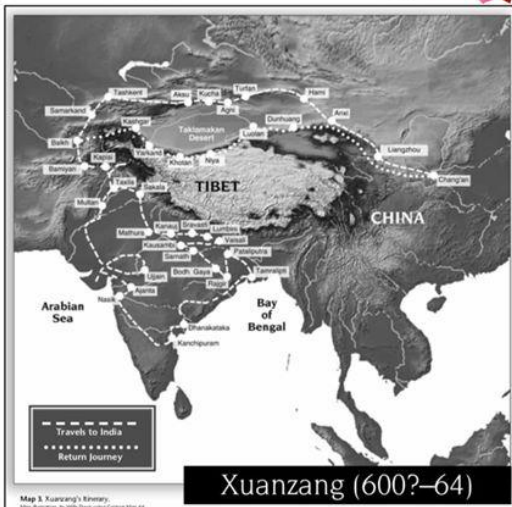 Tashkent
Aksu
Kucha
Turfan
Hami
Samarkand
Agni
Anxi
Kashgar
Taklamakan
Desert
Dunhuang
Loulan
Balkh
Liangzhou
Yarkand
Khotan
Niya
Chang'an
Bamiyan
Kapisi
Taxila
Sakala
TIBET
CHINA
Multan
Mathura
Kanauj
Sravasti
Lumbini
Kausambi
Vaisali
Sarnath
Pataliputra
Ujjain
Bodh Gaya
Rajgir
Tamralipti
Arabian
Sea
Nasik
Ajanta
Bay
of
Bengal
Dhanakataka
Kanchipuram
Travels to India
Return Journey
Xuanzang (600?–64)
Map 3. Xuanzang's Itinerary.